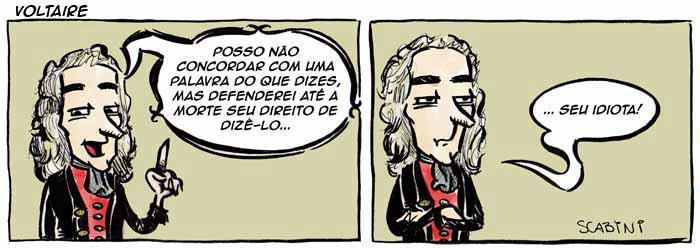 VOLTAIRE
POSSO NÃO
CONCORDAR COM UMA
PALAVRA DO QUE DIZES,
MAS DEFENDEREI ATÉ A
MORTE SEU DIREITO DE
DIZÊ-LO...
... SEU IDIOTA!
SCABINI